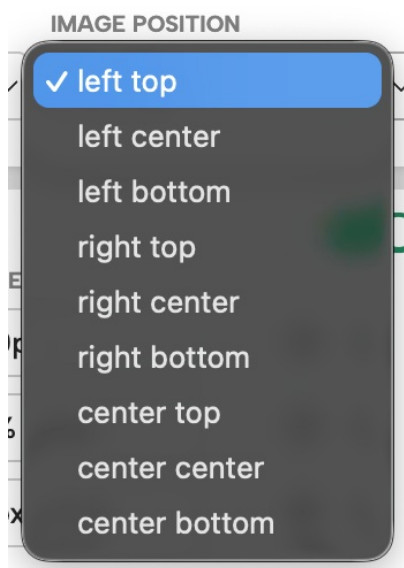 IMAGE POSITION
✓ left top
left center
left bottom
right top
right center
right bottom
center top
center center
center bottom